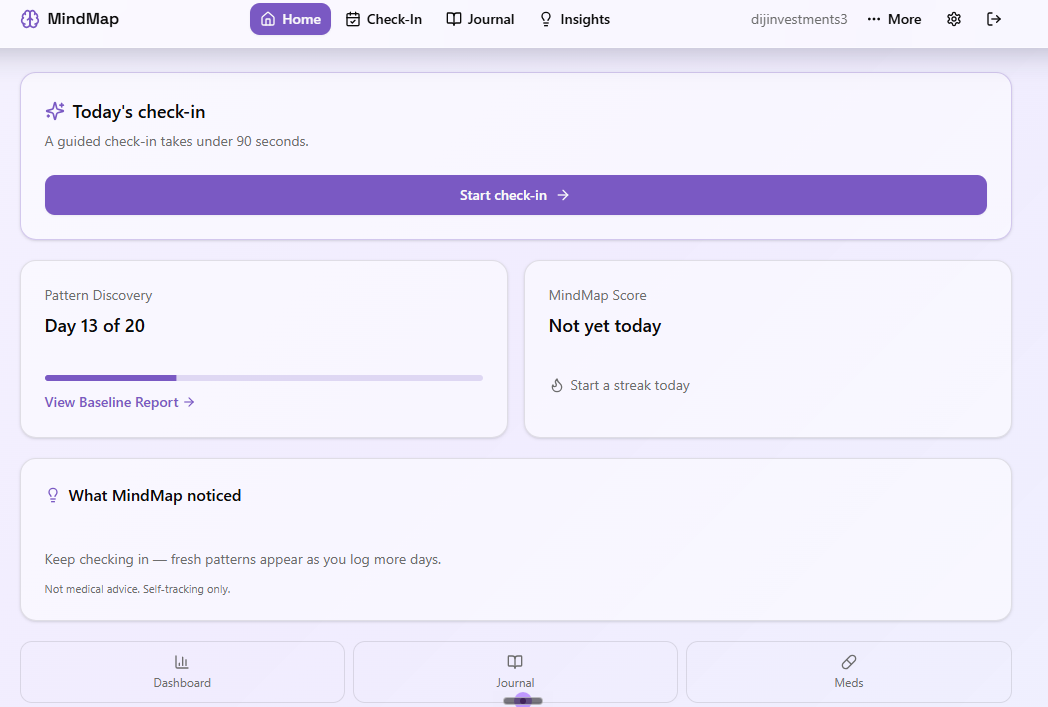 MindMap
Home
Check-In
Journal
Insights
dijinvestments3
More
Today's check-in
A guided check-in takes under 90 seconds.
Start check-in →
Pattern Discovery
Day 13 of 20
View Baseline Report →
MindMap Score
Not yet today
Start a streak today
What MindMap noticed
Keep checking in — fresh patterns appear as you log more days.
Not medical advice. Self-tracking only.
Dashboard
Journal
Meds